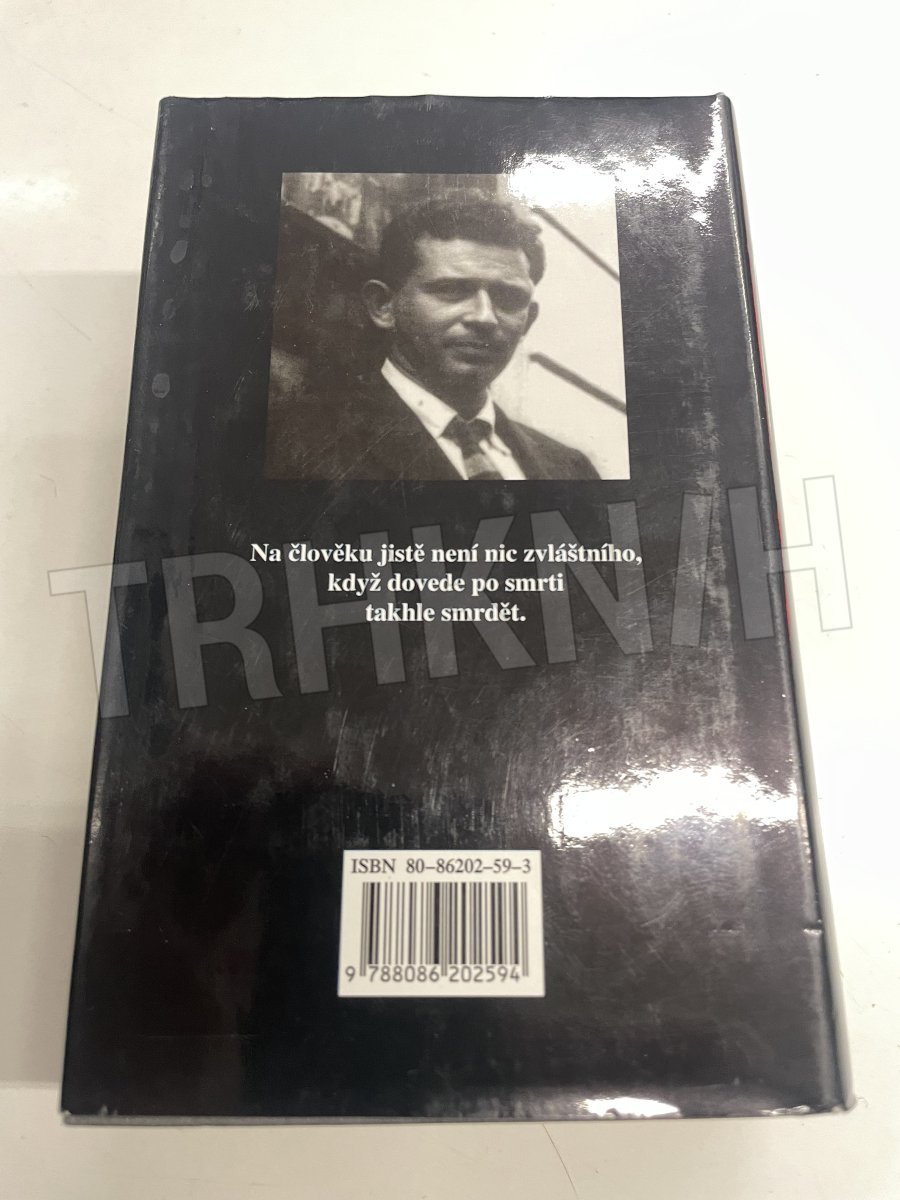 Na člověku jistě není nic zvláštního,
když dovede po smrti
takhle smrdět.
TRHKNIH
ISBN 80–86202–59–3
9 788086 202594